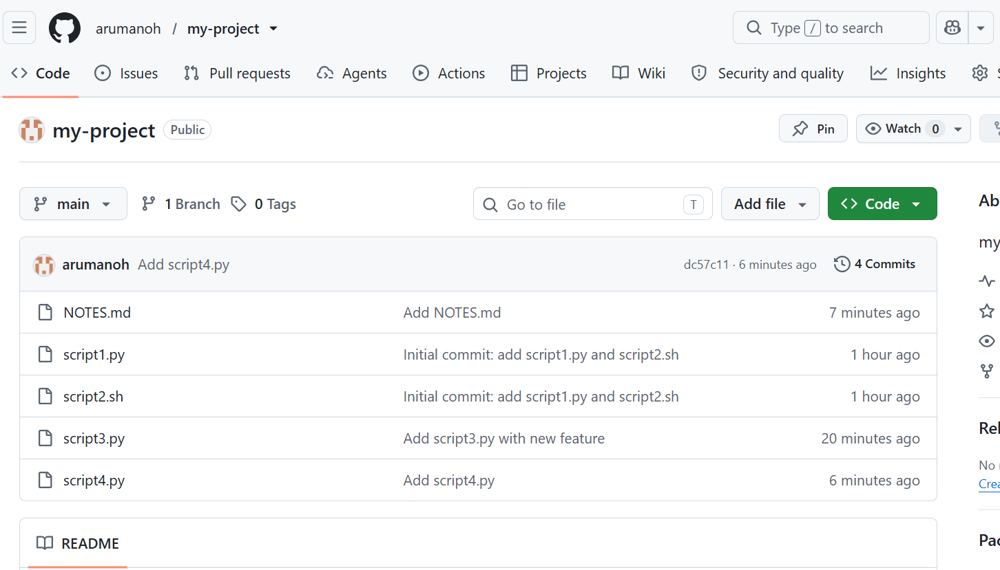 arumanoh / my-project
Type / to search
Code Issues Pull requests Agents Actions Projects Wiki Security and quality Insights
my-project Public
Pin Watch 0
main 1 Branch 0 Tags
Go to file T
Add file
Code
arumanoh Add script4.py dc57c11 · 6 minutes ago 4 Commits
NOTES.md Add NOTES.md 7 minutes ago
script1.py Initial commit: add script1.py and script2.sh 1 hour ago
script2.sh Initial commit: add script1.py and script2.sh 1 hour ago
script3.py Add script3.py with new feature 20 minutes ago
script4.py Add script4.py 6 minutes ago
README
my
No